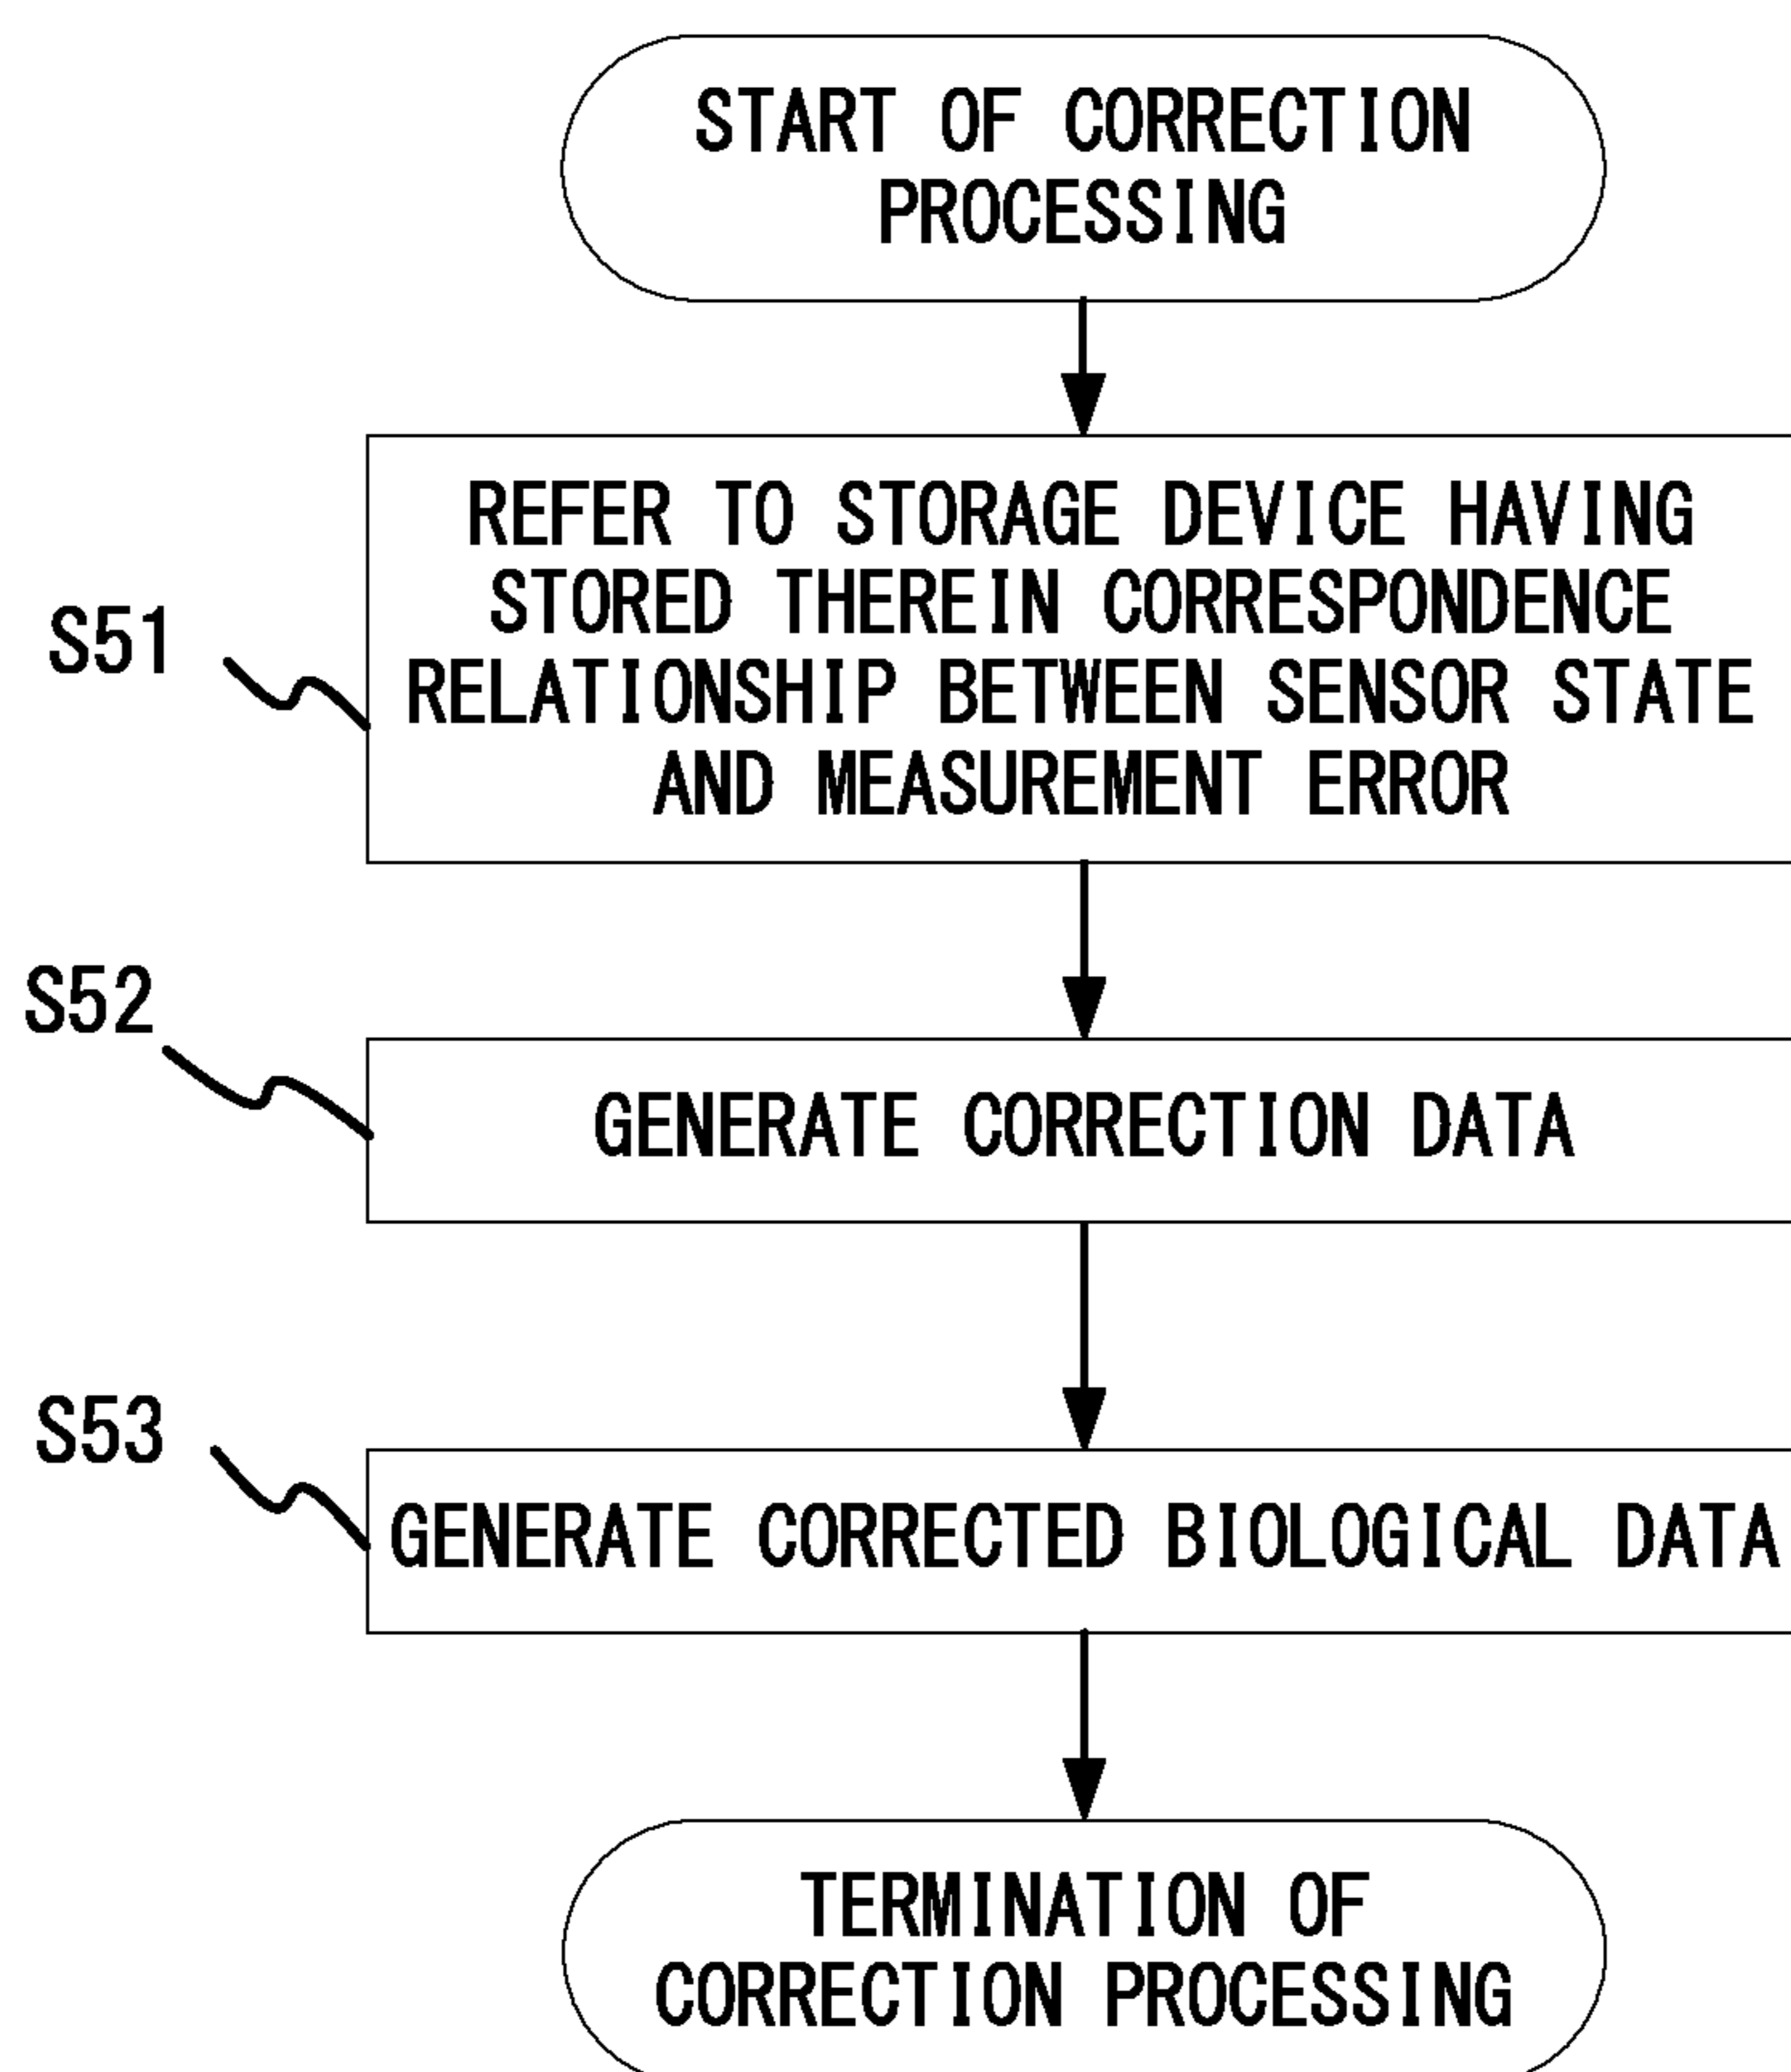 START OF CORRECTION
PROCESSING
S51
REFER TO STORAGE DEVICE HAVING
STORED THEREIN CORRESPONDENCE
RELATIONSHIP BETWEEN SENSOR STATE
AND MEASUREMENT ERROR
S52
GENERATE CORRECTION DATA
S53
GENERATE CORRECTED BIOLOGICAL DATA
TERMINATION OF
CORRECTION PROCESSING